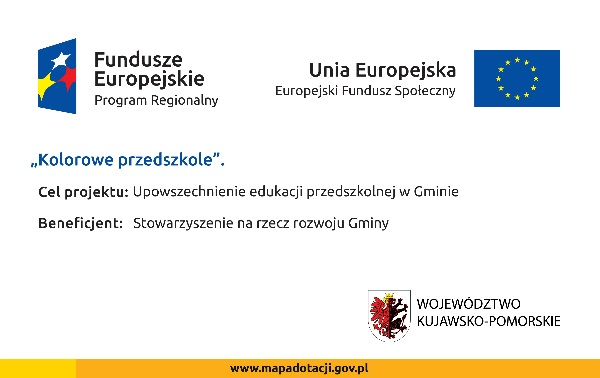 Fundusze
Europejskie
Program Regionalny
Unia Europejska
Europejski Fundusz Społeczny
„Kolorowe przedszkole”.
Cel projektu: Upowszechnienie edukacji przedszkolnej w Gminie
Beneficjent: Stowarzyszenie na rzecz rozwoju Gminy
WOJEWÓDZTWO
KUJAWSKO-POMORSKIE
www.mapadotacji.gov.pl